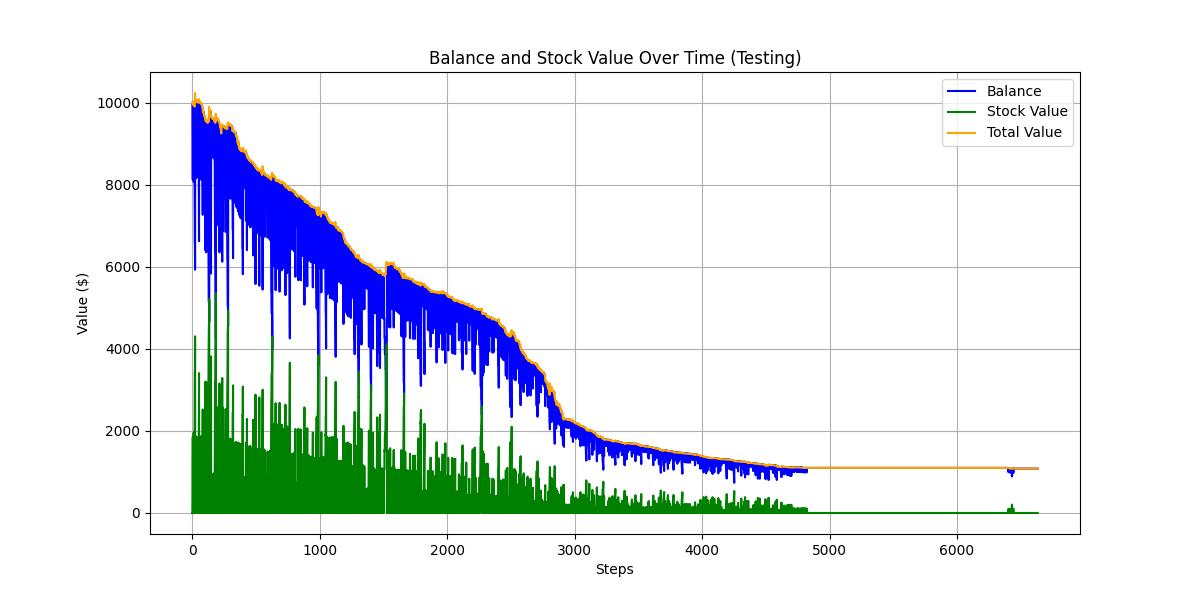 Balance and Stock Value Over Time (Testing)
Balance
Stock Value
Total Value
Value ($)
10000
8000
6000
4000
2000
0
0 1000 2000 3000 4000 5000 6000
Steps